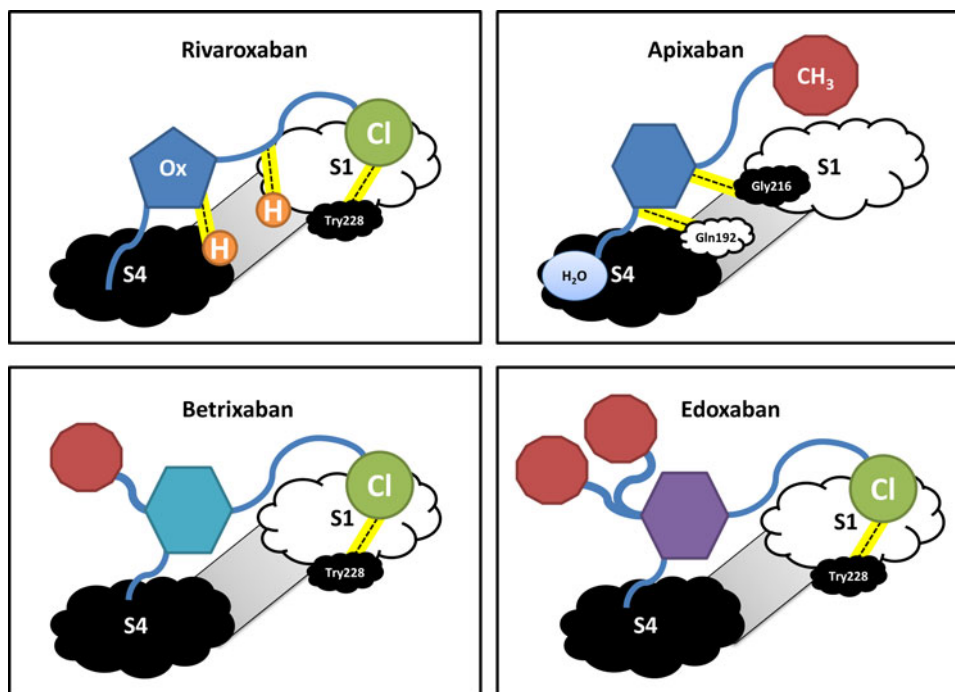 Rivaroxaban
Cl
S1
Ox
H
Try228
H
S4
Apixaban
CH3
S1
Gly216
Gln192
H2O
S4
Betrixaban
Cl
S1
Try228
S4
Edoxaban
Cl
S1
Try228
S4